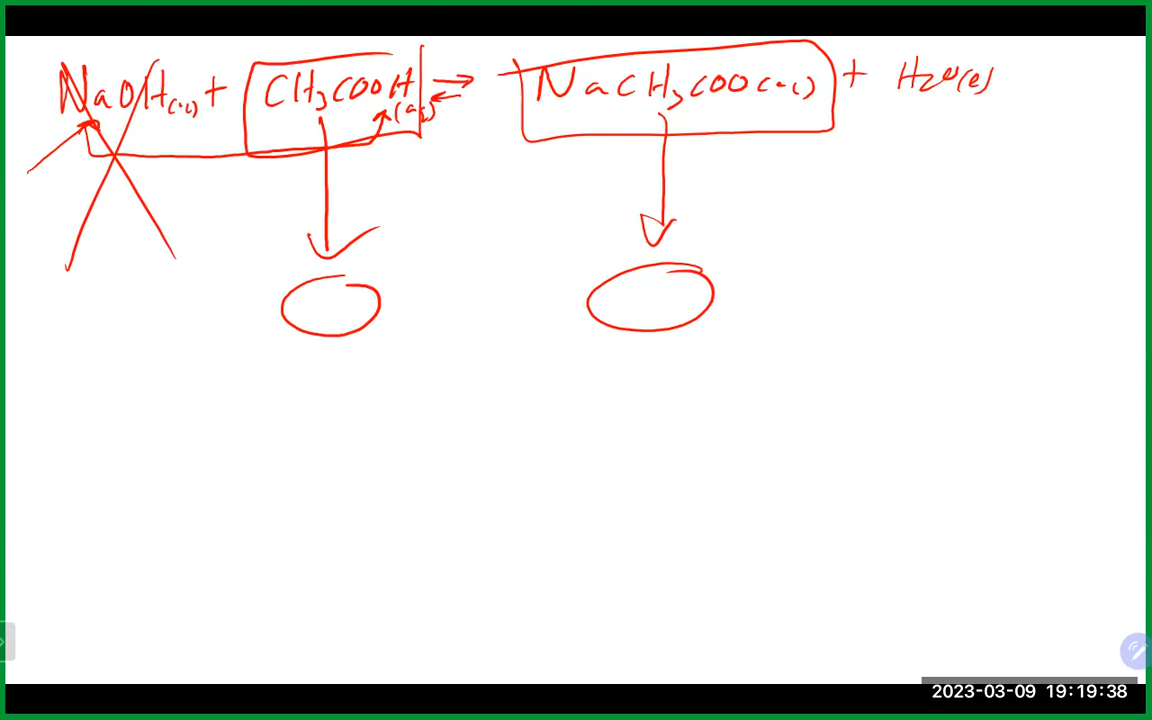 NaOH(aq) + CH₃COOH(aq) ⇌ NaCH₃COO(aq) + H₂O(l)
2023-03-09 19:19:38